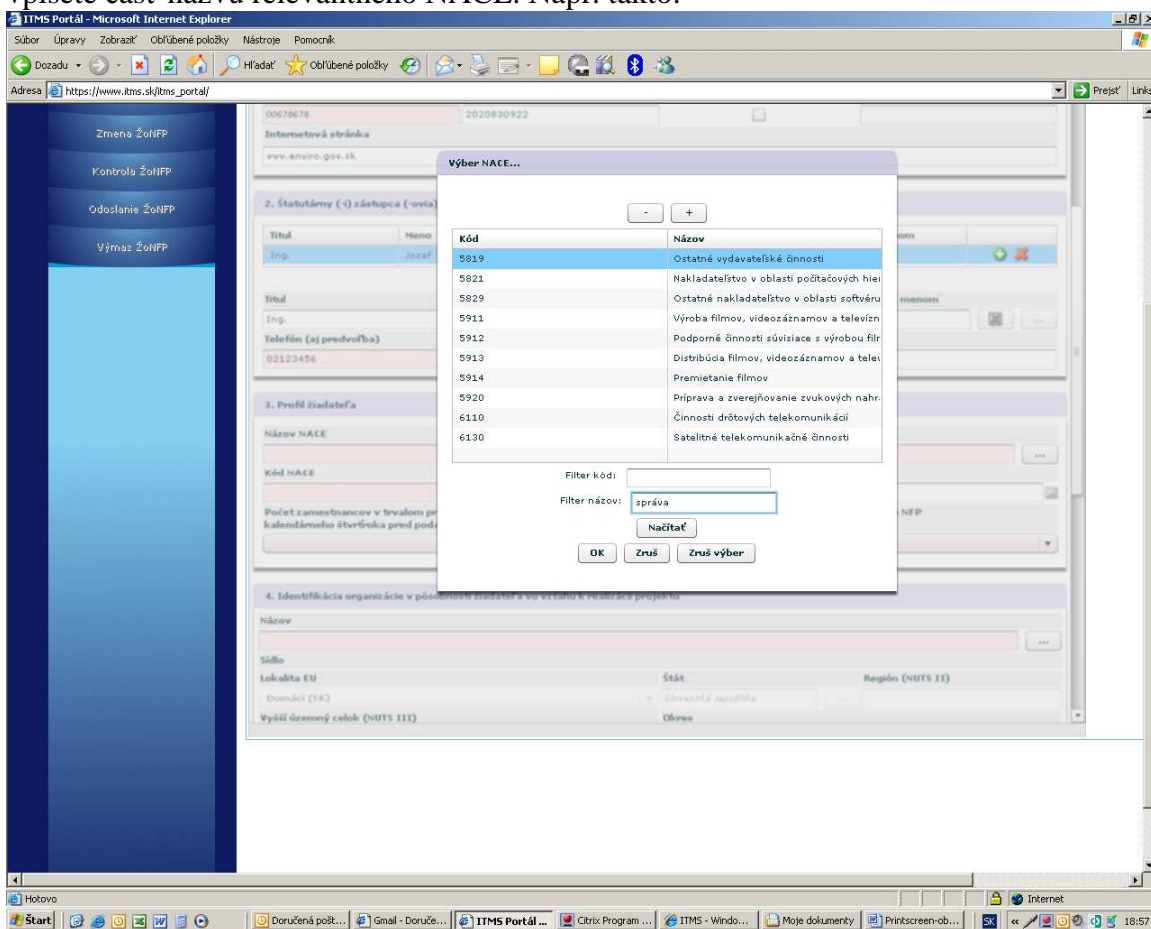 vpíšete časť názvu relevantného NACE. Napr. takto:
ITMS Portál - Microsoft Internet Explorer
Súbor Úpravy Zobraziť Obľúbené položky Nástroje Pomocník
Dozadu Hľadať Obľúbené položky
Adresa https://www.itms.sk/itms_portal/ Prejsť Links
Zmena ŽoNFP
Kontrola ŽoNFP
Odoslanie ŽoNFP
Výmaz ŽoNFP
00678678 2020830922
Internetová stránka
www.enviro.gov.sk
2. Štatutárny (-i) zástupca (-ovia)
Titul Meno
Ing. Jozef
Titul menom
Ing. ...
Telefón (aj predvoľba)
02123456
3. Profil žiadateľa
Názov NACE
...
Kód NACE
Počet zamestnancov v trvalom NFP
kalendárneho štvrťroka pred
4. Identifikácia organizácie v pôsobnosti žiadateľa vo vzťahu k realizácii projektu
Názov
...
Sídlo
Lokalita EU Štát Región (NUTS II)
Domáci (SK) Slovenská republika ...
Vyšší územný celok (NUTS III) Okres
Výber NACE...
- +
Kód Názov
5819 Ostatné vydavateľské činnosti
5821 Nakladateľstvo v oblasti počítačových hier
5829 Ostatné nakladateľstvo v oblasti softvéru
5911 Výroba filmov, videozáznamov a televízn
5912 Podporné činnosti súvisiace s výrobou filr
5913 Distribúcia filmov, videozáznamov a telev
5914 Premietanie filmov
5920 Príprava a zverejňovanie zvukových nahr
6110 Činnosti drôtových telekomunikácií
6130 Satelitné telekomunikačné činnosti
Filter kód:
Filter názov: správa
Načítať
OK Zruš Zruš výber
Hotovo Internet
Štart Doručená pošt... Gmail - Doruče... ITMS Portál ... Citrix Program ... ITMS - Windo... Moje dokumenty Printscreen-ob... SK « 18:57